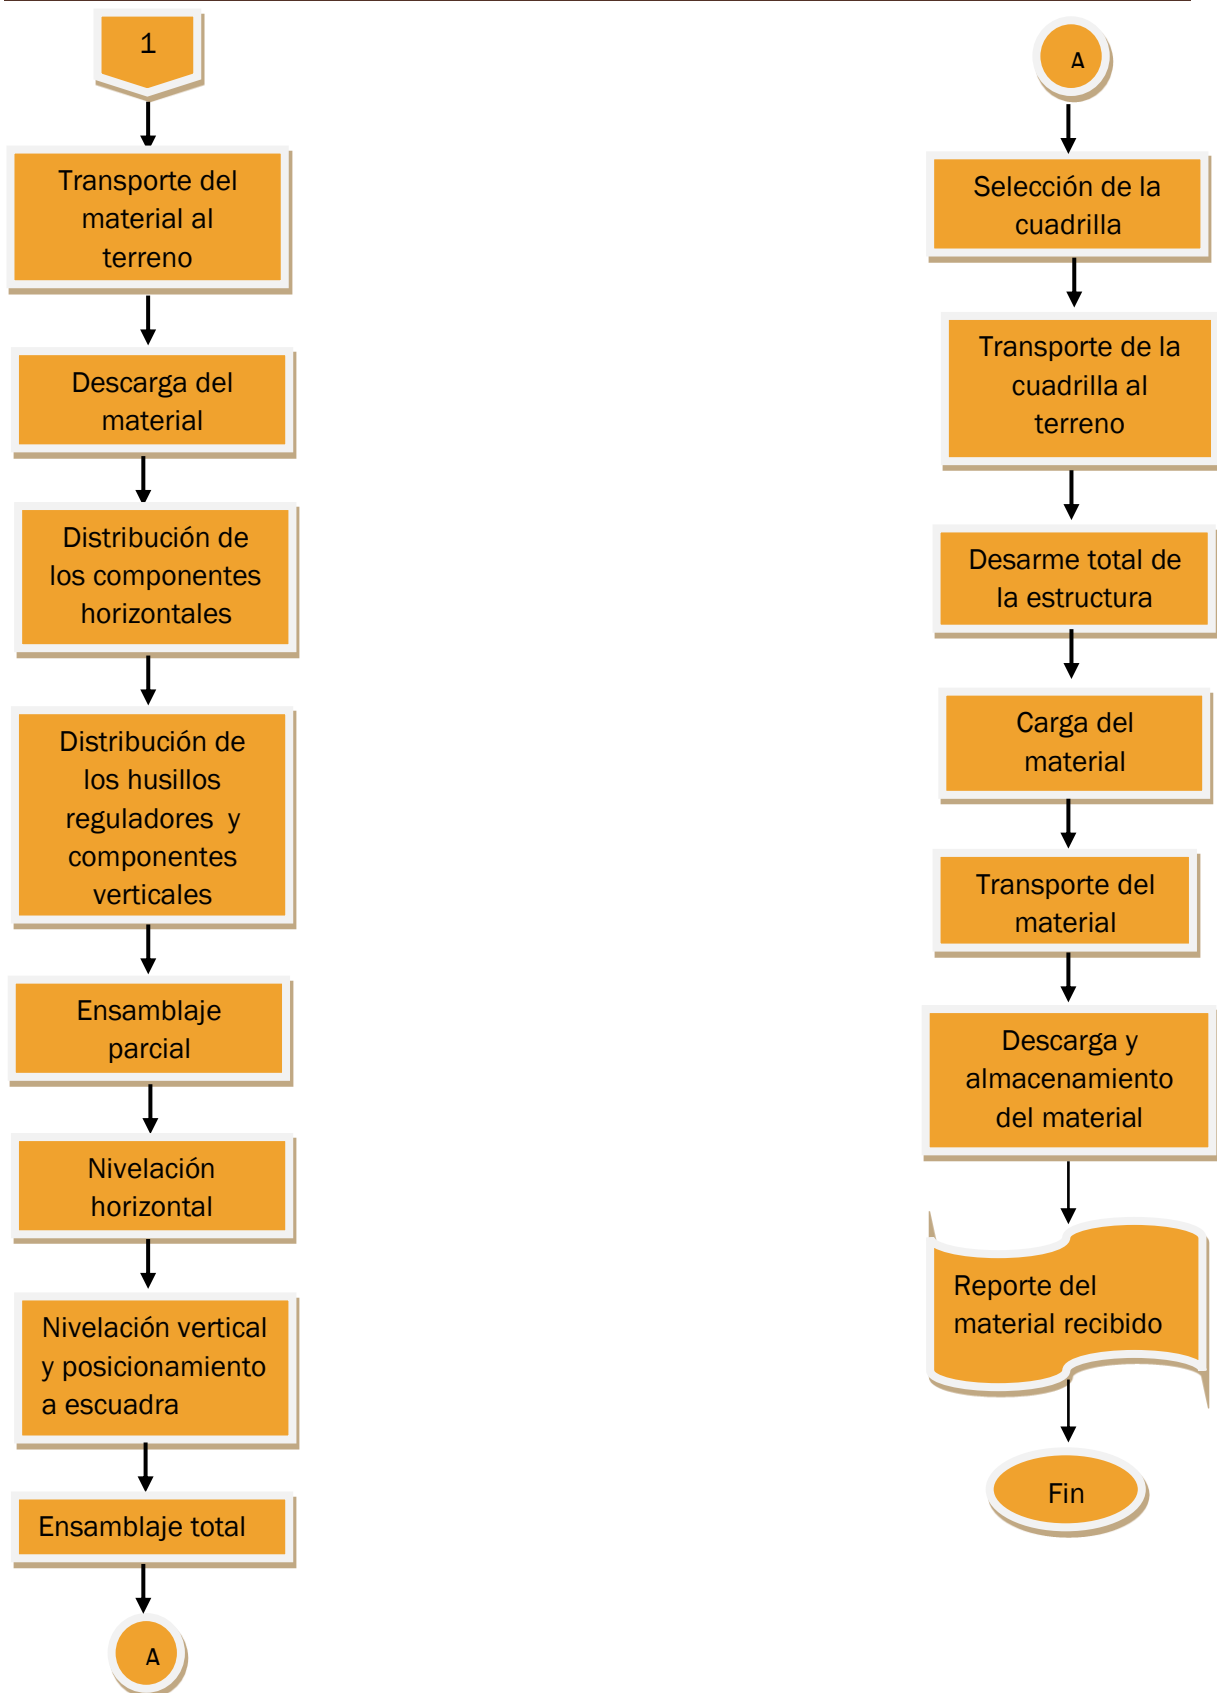 1
Transporte del
material al
terreno
Descarga del
material
Distribución de
los componentes
horizontales
Distribución de
los husillos
reguladores y
componentes
verticales
Ensamblaje
parcial
Nivelación
horizontal
Nivelación vertical
y posicionamiento
a escuadra
Ensamblaje total
A
A
Selección de la
cuadrilla
Transporte de la
cuadrilla al
terreno
Desarme total de
la estructura
Carga del
material
Transporte del
material
Descarga y
almacenamiento
del material
Reporte del
material recibido
Fin